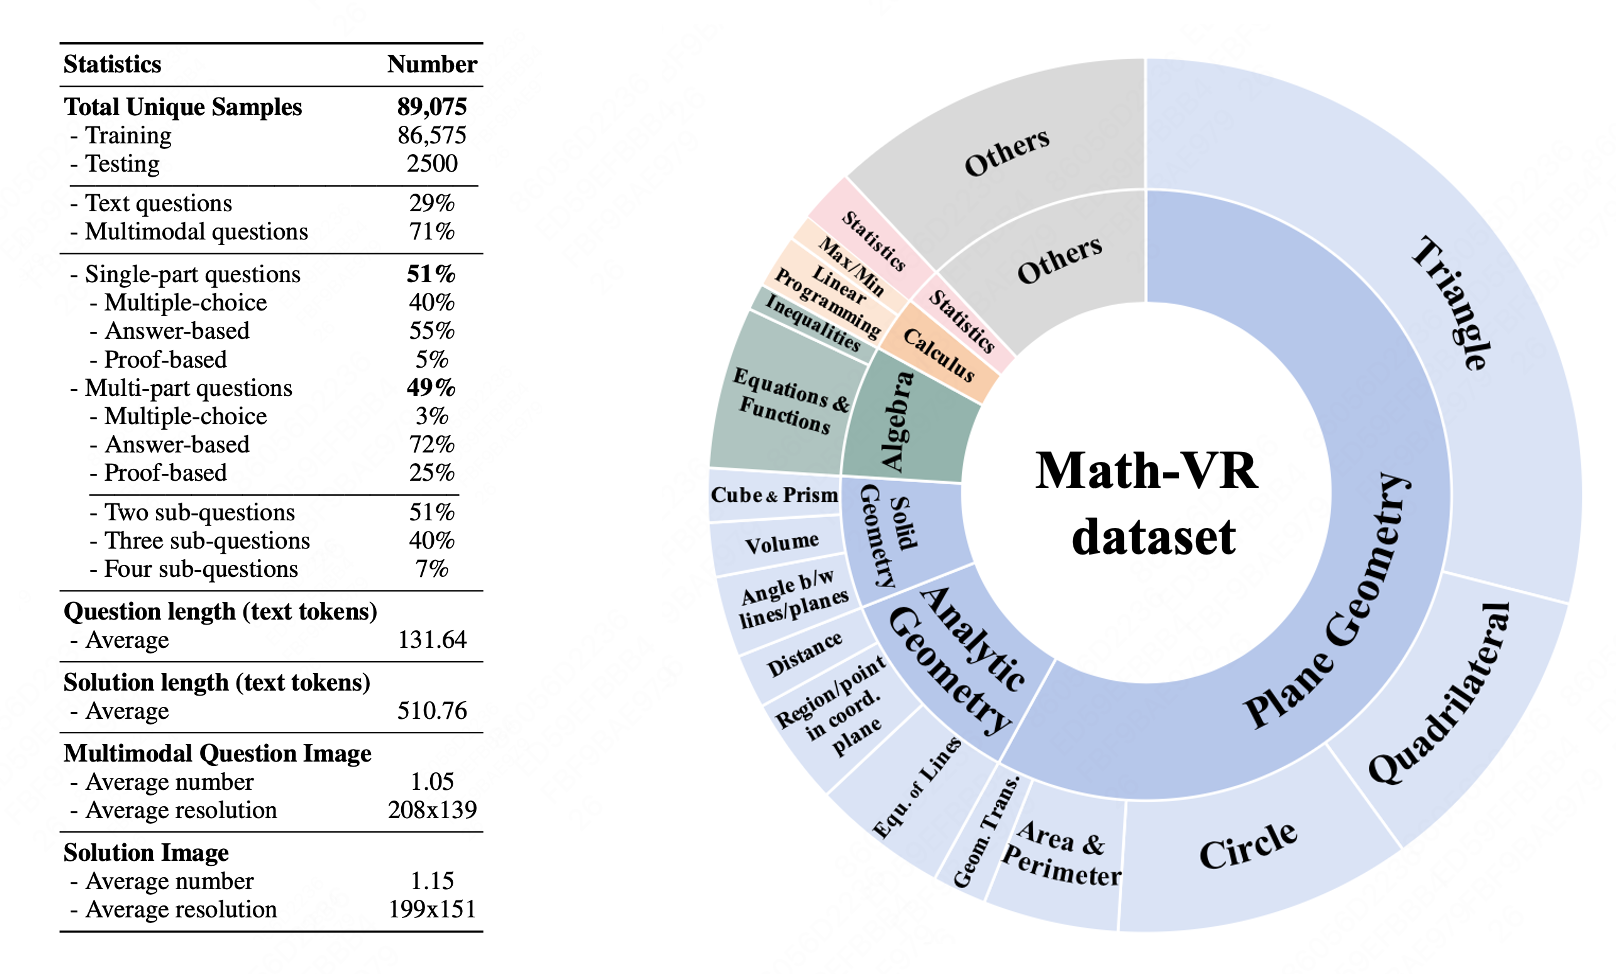 Statistics Number
Total Unique Samples 89,075
- Training 86,575
- Testing 2500
- Text questions 29%
- Multimodal questions 71%
- Single-part questions 51%
- Multiple-choice 40%
- Answer-based 55%
- Proof-based 5%
- Multi-part questions 49%
- Multiple-choice 3%
- Answer-based 72%
- Proof-based 25%
- Two sub-questions 51%
- Three sub-questions 40%
- Four sub-questions 7%
Question length (text tokens)
- Average 131.64
Solution length (text tokens)
- Average 510.76
Multimodal Question Image
- Average number 1.05
- Average resolution 208x139
Solution Image
- Average number 1.15
- Average resolution 199x151
Math-VR
dataset
Plane Geometry
Triangle
Quadrilateral
Circle
Area &
Perimeter
Geom. Trans.
Analytic
Geometry
Equ. of Lines
Region/point
in coord.
plane
Distance
Solid
Geometry
Angle b/w
lines/planes
Volume
Cube & Prism
Algebra
Equations &
Functions
Inequalities
Calculus
Linear
Programming
Max/Min
Statistics
Statistics
Others
Others